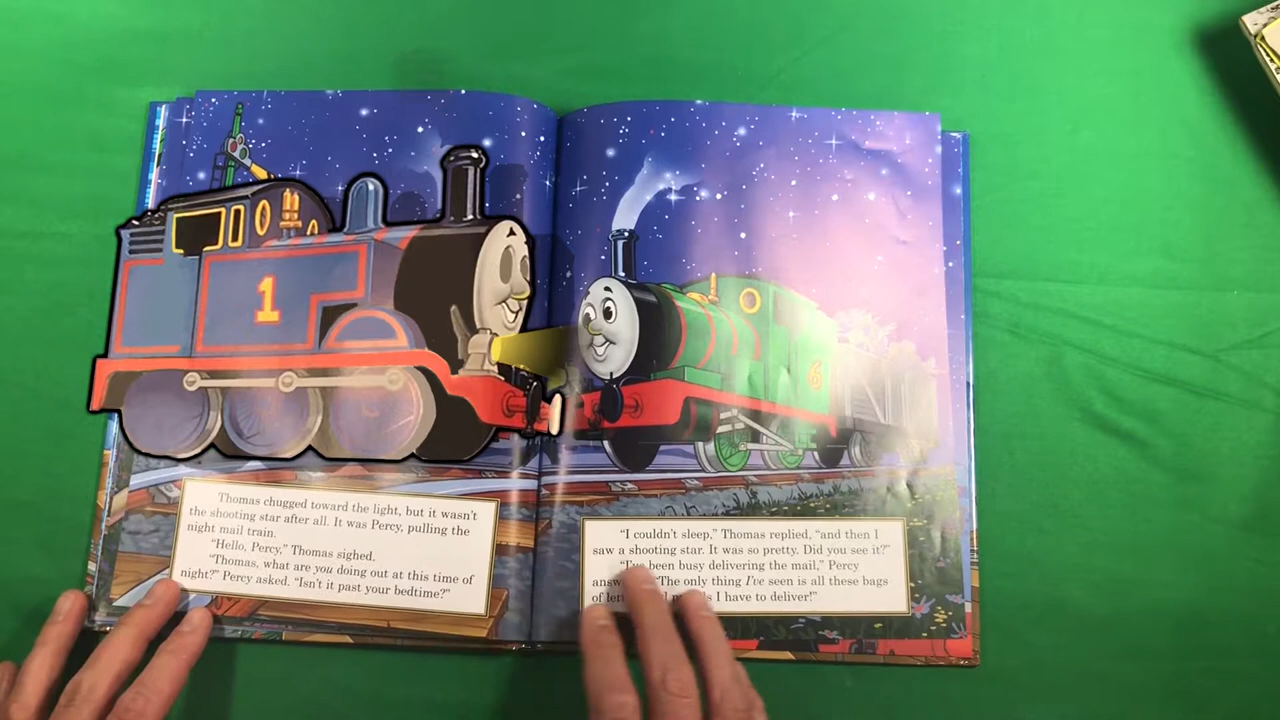 1
6
Thomas chugged toward the light, but it wasn't
the shooting star after all. It was Percy, pulling the
night mail train.
"Hello, Percy," Thomas sighed.
"Thomas, what are you doing out at this time of
night?" Percy asked. "Isn't it past your bedtime?"
"I couldn't sleep," Thomas replied, "and then I
saw a shooting star. It was so pretty. Did you see it?"
"I've been busy delivering the mail," Percy
"The only thing I've seen is all these bags
of I have to deliver!"